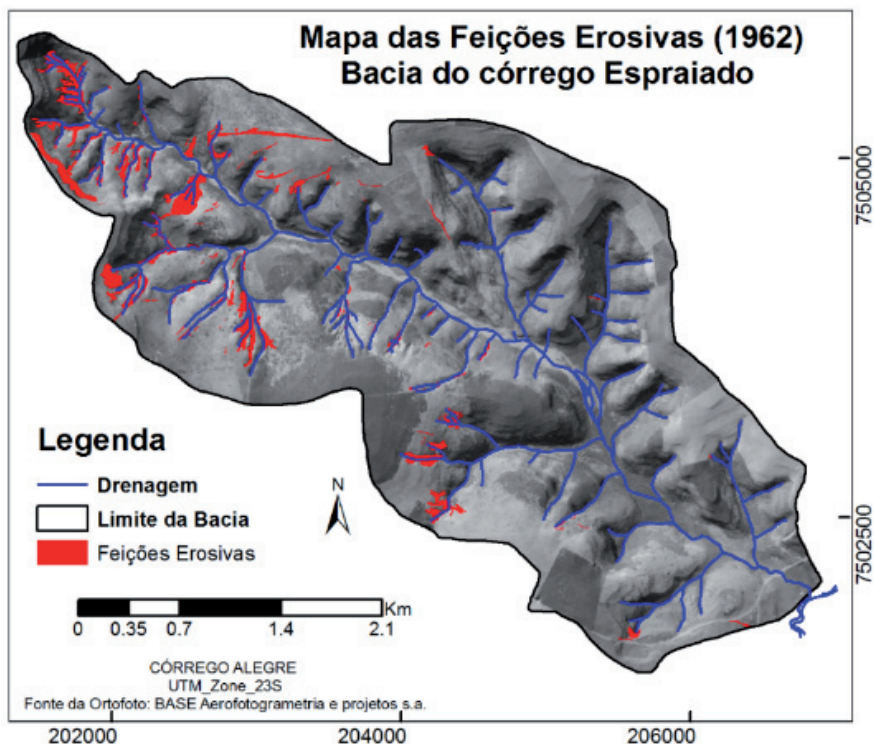 Mapa das Feições Erosivas (1962)
Bacia do córrego Espraiado
7505000
Legenda
Drenagem
Limite da Bacia
Feições Erosivas
N
7502500
Km
0 0.35 0.7 1.4 2.1
CÓRREGO ALEGRE
UTM_Zone_23S
Fonte da Ortofoto: BASE Aerofotogrametria e projetos s.a.
202000 204000 206000